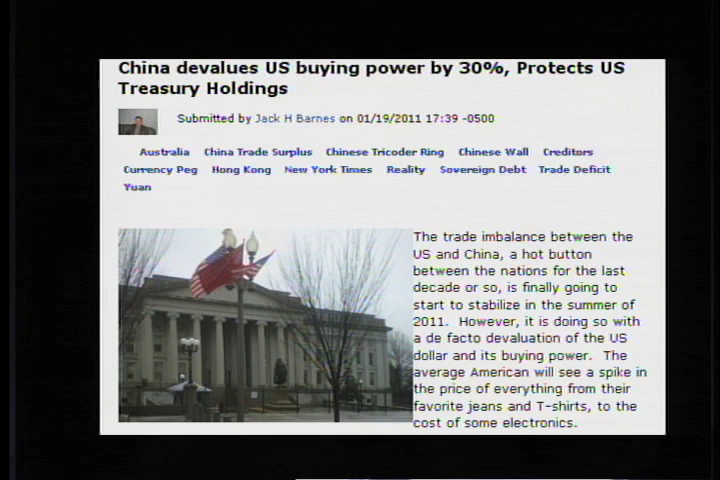 China devalues US buying power by 30%, Protects US
Treasury Holdings
Submitted by Jack H Barnes on 01/19/2011 17:39 -0500
Australia China Trade Surplus Chinese Tricoder Ring Chinese Wall Creditors
Currency Peg Hong Kong New York Times Reality Sovereign Debt Trade Deficit
Yuan
The trade imbalance between the
US and China, a hot button
between the nations for the last
decade or so, is finally going to
start to stabilize in the summer of
2011. However, it is doing so with
a de facto devaluation of the US
dollar and its buying power. The
average American will see a spike in
the price of everything from their
favorite jeans and T-shirts, to the
cost of some electronics.